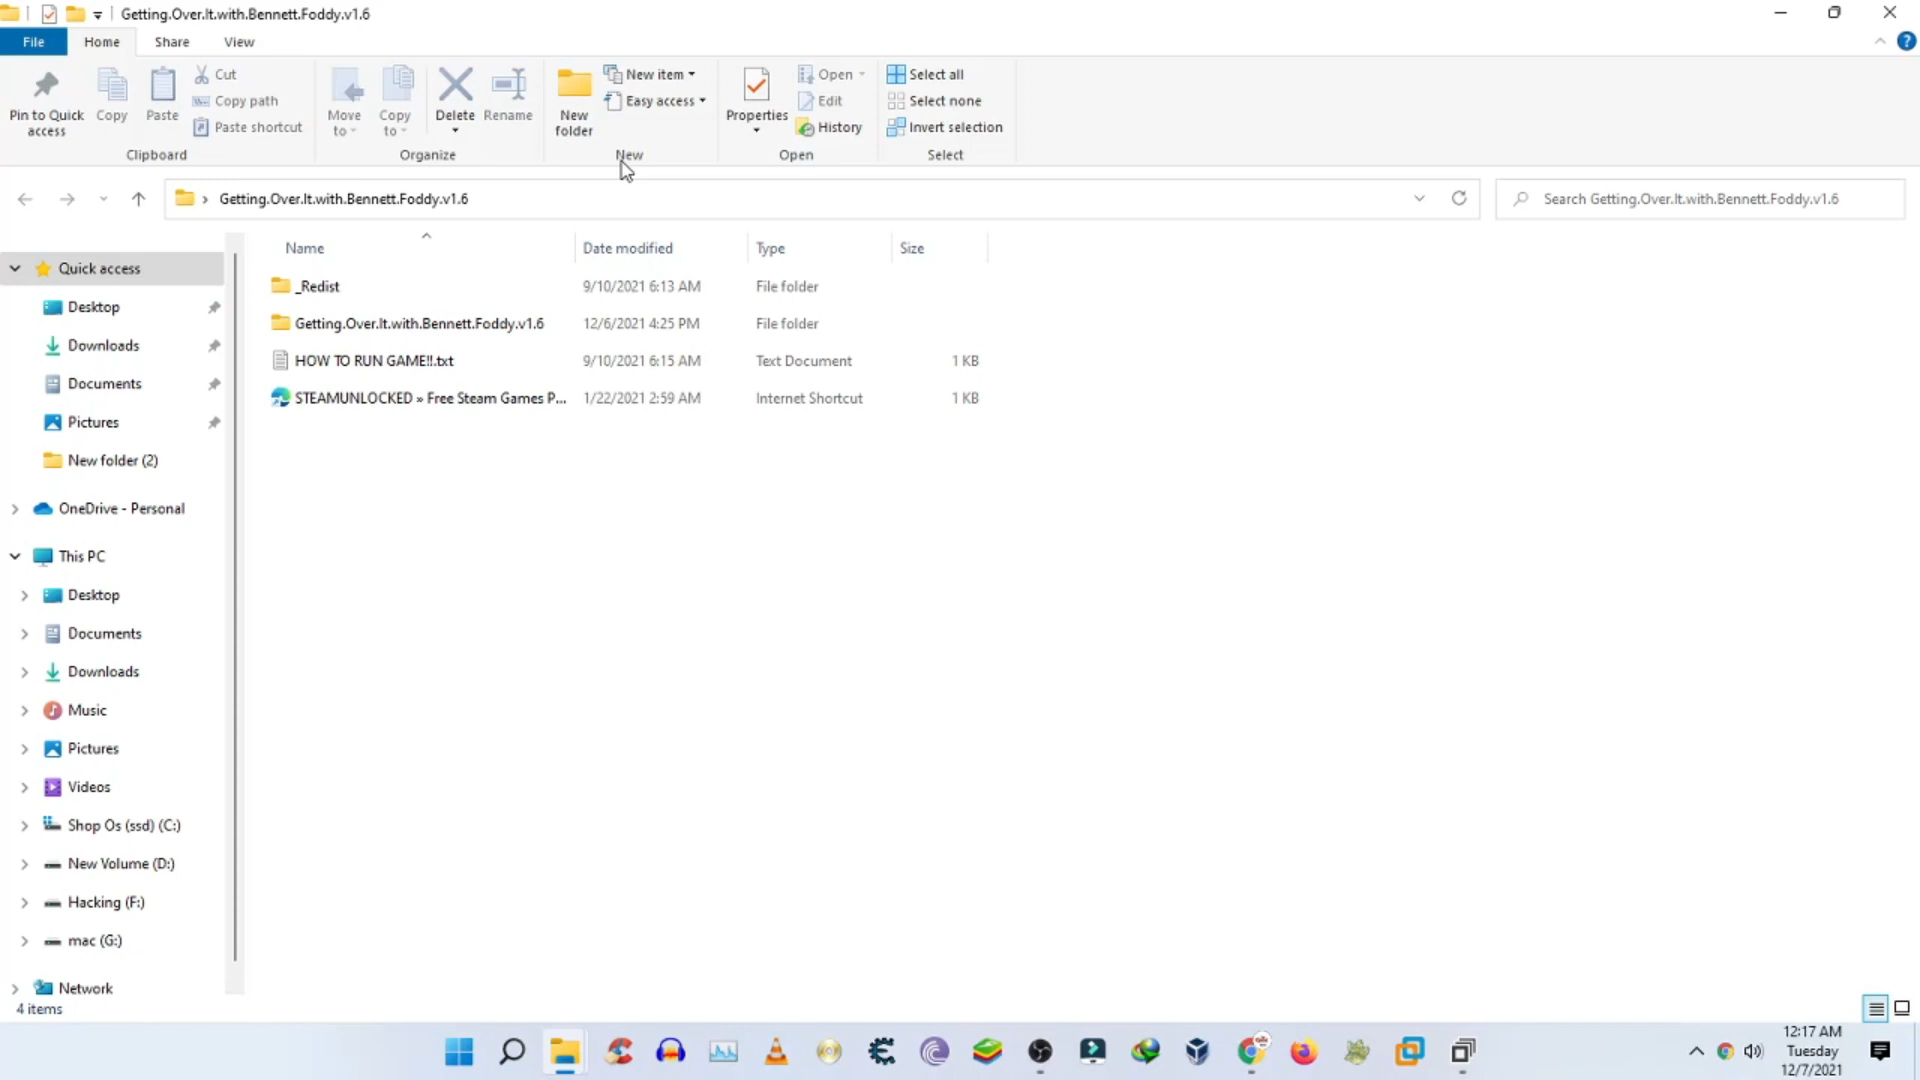 Getting.Over.It.with.Bennett.Foddy.v1.6
File Home Share View
Pin to Quick access
Copy
Paste
Cut
Copy path
Paste shortcut
Clipboard
Move to
Copy to
Delete
Rename
Organize
New folder
New item
Easy access
New
Properties
Open
Edit
History
Open
Select all
Select none
Invert selection
Select
Getting.Over.It.with.Bennett.Foddy.v1.6
Search Getting.Over.It.with.Bennett.Foddy.v1.6
Name Date modified Type Size
_Redist 9/10/2021 6:13 AM File folder
Getting.Over.It.with.Bennett.Foddy.v1.6 12/6/2021 4:25 PM File folder
HOW TO RUN GAME!!.txt 9/10/2021 6:15 AM Text Document 1 KB
STEAMUNLOCKED » Free Steam Games P... 1/22/2021 2:59 AM Internet Shortcut 1 KB
Quick access
Desktop
Downloads
Documents
Pictures
New folder (2)
OneDrive - Personal
This PC
Desktop
Documents
Downloads
Music
Pictures
Videos
Shop Os (ssd) (C:)
New Volume (D:)
Hacking (F:)
mac (G:)
Network
4 items
12:17 AM
Tuesday
12/7/2021